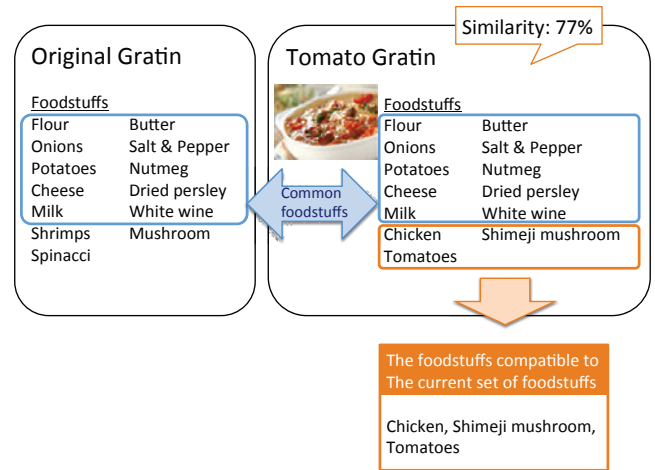 Similarity: 77%
Original Gratin
Foodstuffs
Flour Butter
Onions Salt & Pepper
Potatoes Nutmeg
Cheese Dried persley
Milk White wine
Shrimps Mushroom
Spinacci
Common
foodstuffs
Tomato Gratin
Foodstuffs
Flour Butter
Onions Salt & Pepper
Potatoes Nutmeg
Cheese Dried persley
Milk White wine
Chicken Shimeji mushroom
Tomatoes
The foodstuffs compatible to
The current set of foodstuffs
Chicken, Shimeji mushroom,
Tomatoes